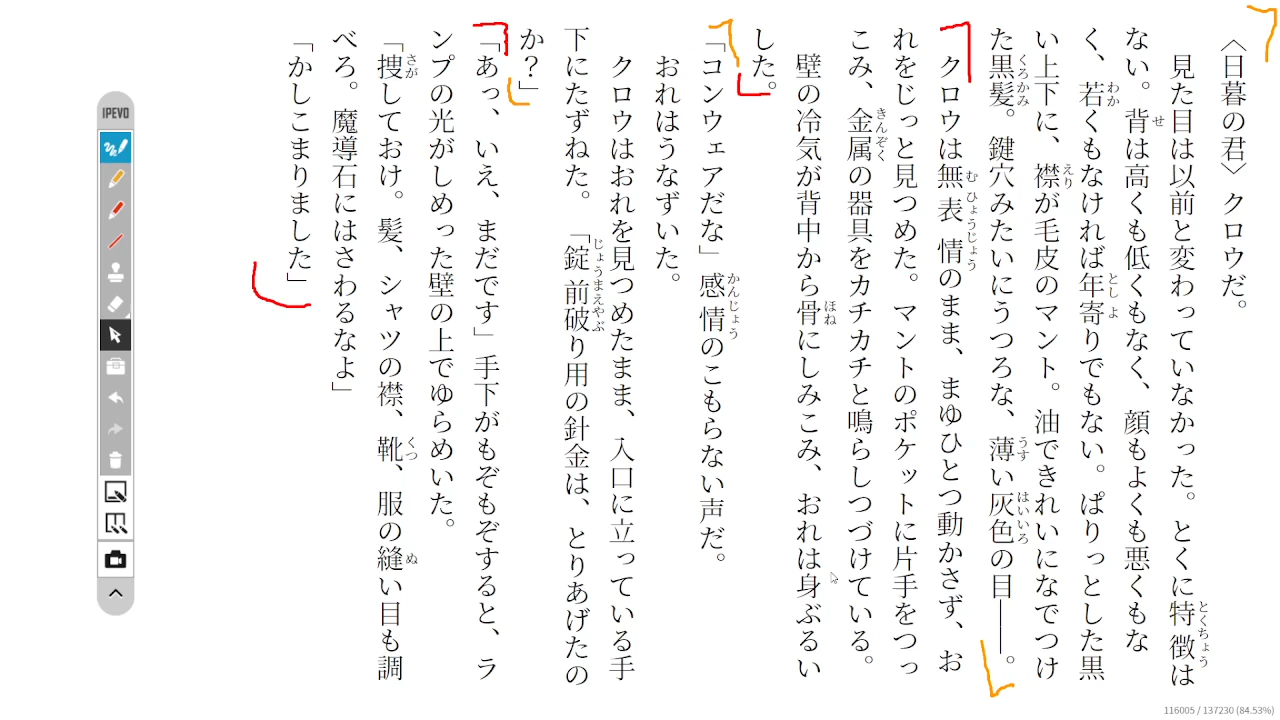 〈日暮の君〉クロウだ。
見た目は以前と変わっていなかった。とくに特徴は
ない。背は高くも低くもなく、顔もよくも悪くもな
く、若くもなければ年寄りでもない。ぱりっとした黒
い上下に、襟が毛皮のマント。油できれいになでつけ
た黒髪。鍵穴みたいにうつろな、薄い灰色の目――。
クロウは無表情のまま、まゆひとつ動かさず、お
れをじっと見つめた。マントのポケットに片手をつっ
こみ、金属の器具をカチカチと鳴らしつづけている。
壁の冷気が背中から骨にしみこみ、おれは身ぶるい
した。
「コンウェアだな」感情のこもらない声だ。
おれはうなずいた。
クロウはおれを見つめたまま、入口に立っている手
下にたずねた。「錠前破り用の針金は、とりあげたの
か?」
「あっ、いえ、まだです」手下がもぞもぞすると、ラ
ンプの光がしめった壁の上でゆらめいた。
「捜しておけ。髪、シャツの襟、靴、服の縫い目も調
べろ。魔導石にはさわるなよ」
「かしこまりました」
IPEVO
116005 / 137230 (84.53%)